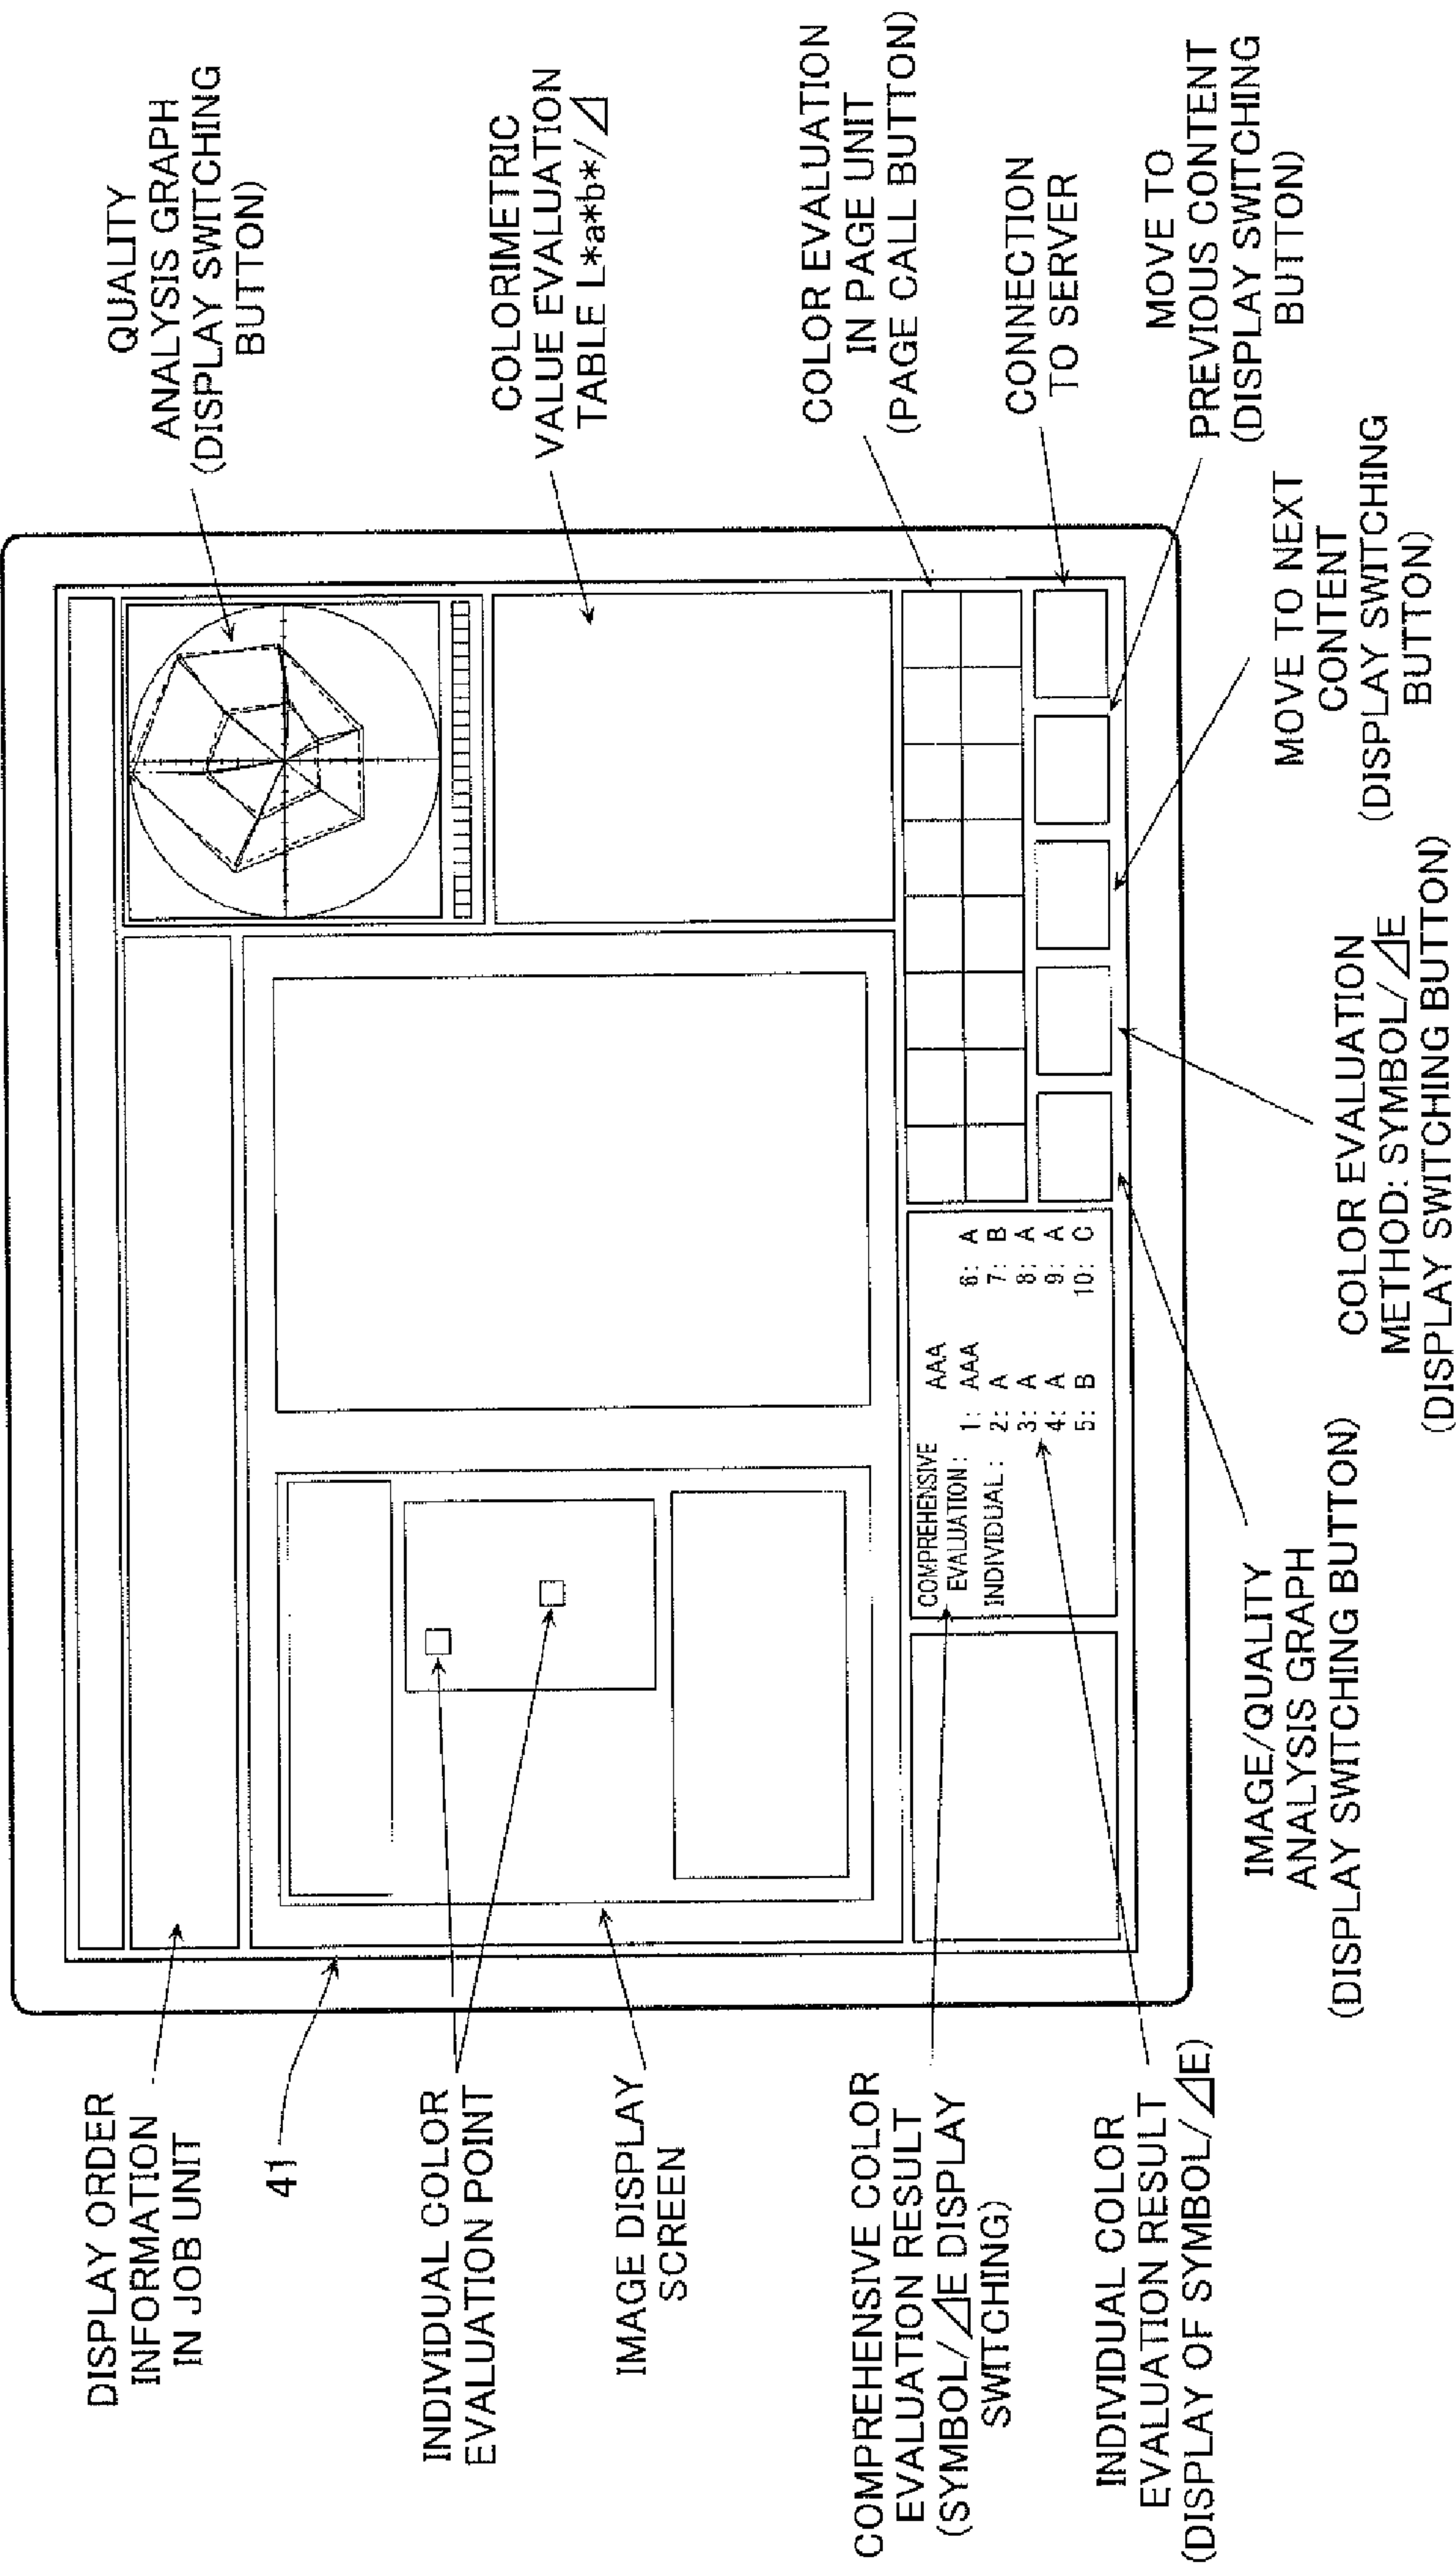 DISPLAY ORDER
INFORMATION
IN JOB UNIT
41
INDIVIDUAL COLOR
EVALUATION POINT
IMAGE DISPLAY
SCREEN
COMPREHENSIVE COLOR
EVALUATION RESULT
(SYMBOL/⊿E DISPLAY
SWITCHING)
INDIVIDUAL COLOR
EVALUATION RESULT
(DISPLAY OF SYMBOL/⊿E)
COMPREHENSIVE
EVALUATION: AAA
INDIVIDUAL: 1: AAA 6: A
2: A 7: B
3: A 8: A
4: A 9: A
5: B 10: C
IMAGE/QUALITY
ANALYSIS GRAPH
(DISPLAY SWITCHING BUTTON)
COLOR EVALUATION
METHOD: SYMBOL/⊿E
(DISPLAY SWITCHING BUTTON)
MOVE TO NEXT
CONTENT
(DISPLAY SWITCHING
BUTTON)
MOVE TO
PREVIOUS CONTENT
(DISPLAY SWITCHING
BUTTON)
CONNECTION
TO SERVER
COLOR EVALUATION
IN PAGE UNIT
(PAGE CALL BUTTON)
COLORIMETRIC
VALUE EVALUATION
TABLE L*a*b*/⊿
QUALITY
ANALYSIS GRAPH
(DISPLAY SWITCHING
BUTTON)